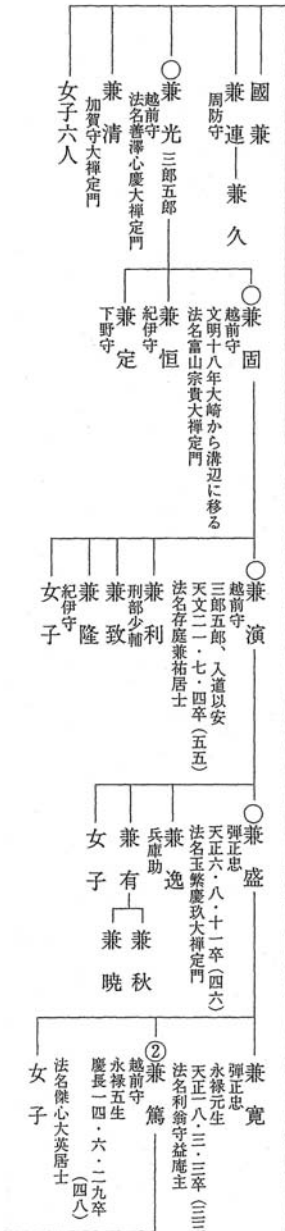 國兼
兼連
周防守
兼久
○兼光 三郎五郎
越前守
法名善澤心慶大禅定門
兼清
加賀守大禅定門
女子六人
○兼固
越前守
文明十八年大崎から溝辺に移る
法名富山宗貴大禅定門
兼恒
紀伊守
兼定
下野守
○兼演
越前守
三郎五郎、入道以安
天文二一・七・四卒(五五)
法名存庭兼祐居士
兼利
刑部少輔
兼致
兼隆
紀伊守
女子
○兼盛
弾正忠
天正六・八・十一卒(四六)
法名玉繁慶玖大禅定門
兼逸
兵庫助
兼有
兼秋
兼暁
女子
兼寛
弾正忠
永禄元生
天正一八・三・三卒(三三
法名利翁守益庵主
②兼篤
越前守
永禄五生
慶長一四・六・二九卒
(四八)
法名傑心大英居士
女子